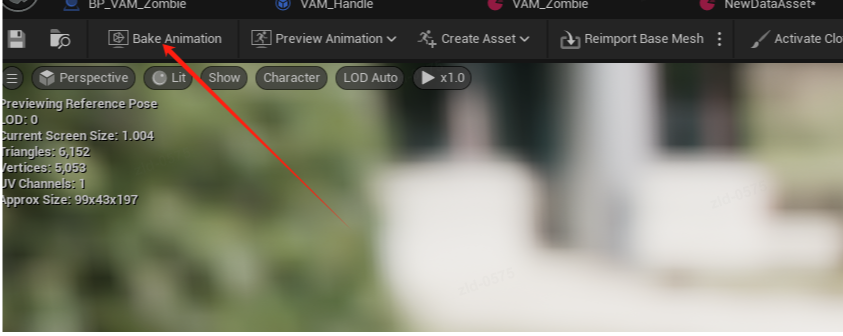 BP_VAM_Zombie VAM_Handle VAM_Zombie NewDataAsset*
Bake Animation Preview Animation Create Asset Reimport Base Mesh Activate Clo
Perspective Lit Show Character LOD Auto x1.0
Previewing Reference Pose
LOD: 0
Current Screen Size: 1.004
Triangles: 6,152
Vertices: 5,053
UV Channels: 1
Approx Size: 99x43x197